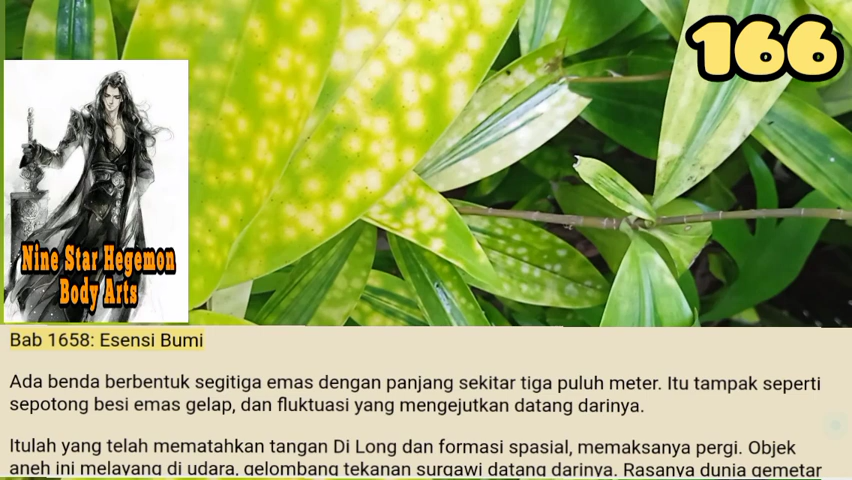 166
Nine Star Hegemon
Body Arts
Bab 1658: Esensi Bumi
Ada benda berbentuk segitiga emas dengan panjang sekitar tiga puluh meter. Itu tampak seperti
sepotong besi emas gelap, dan fluktuasi yang mengejutkan datang darinya.
Itulah yang telah mematahkan tangan Di Long dan formasi spasial, memaksanya pergi. Objek
aneh ini melayang di udara, gelombang tekanan surgawi datang darinya. Rasanya dunia gemetar